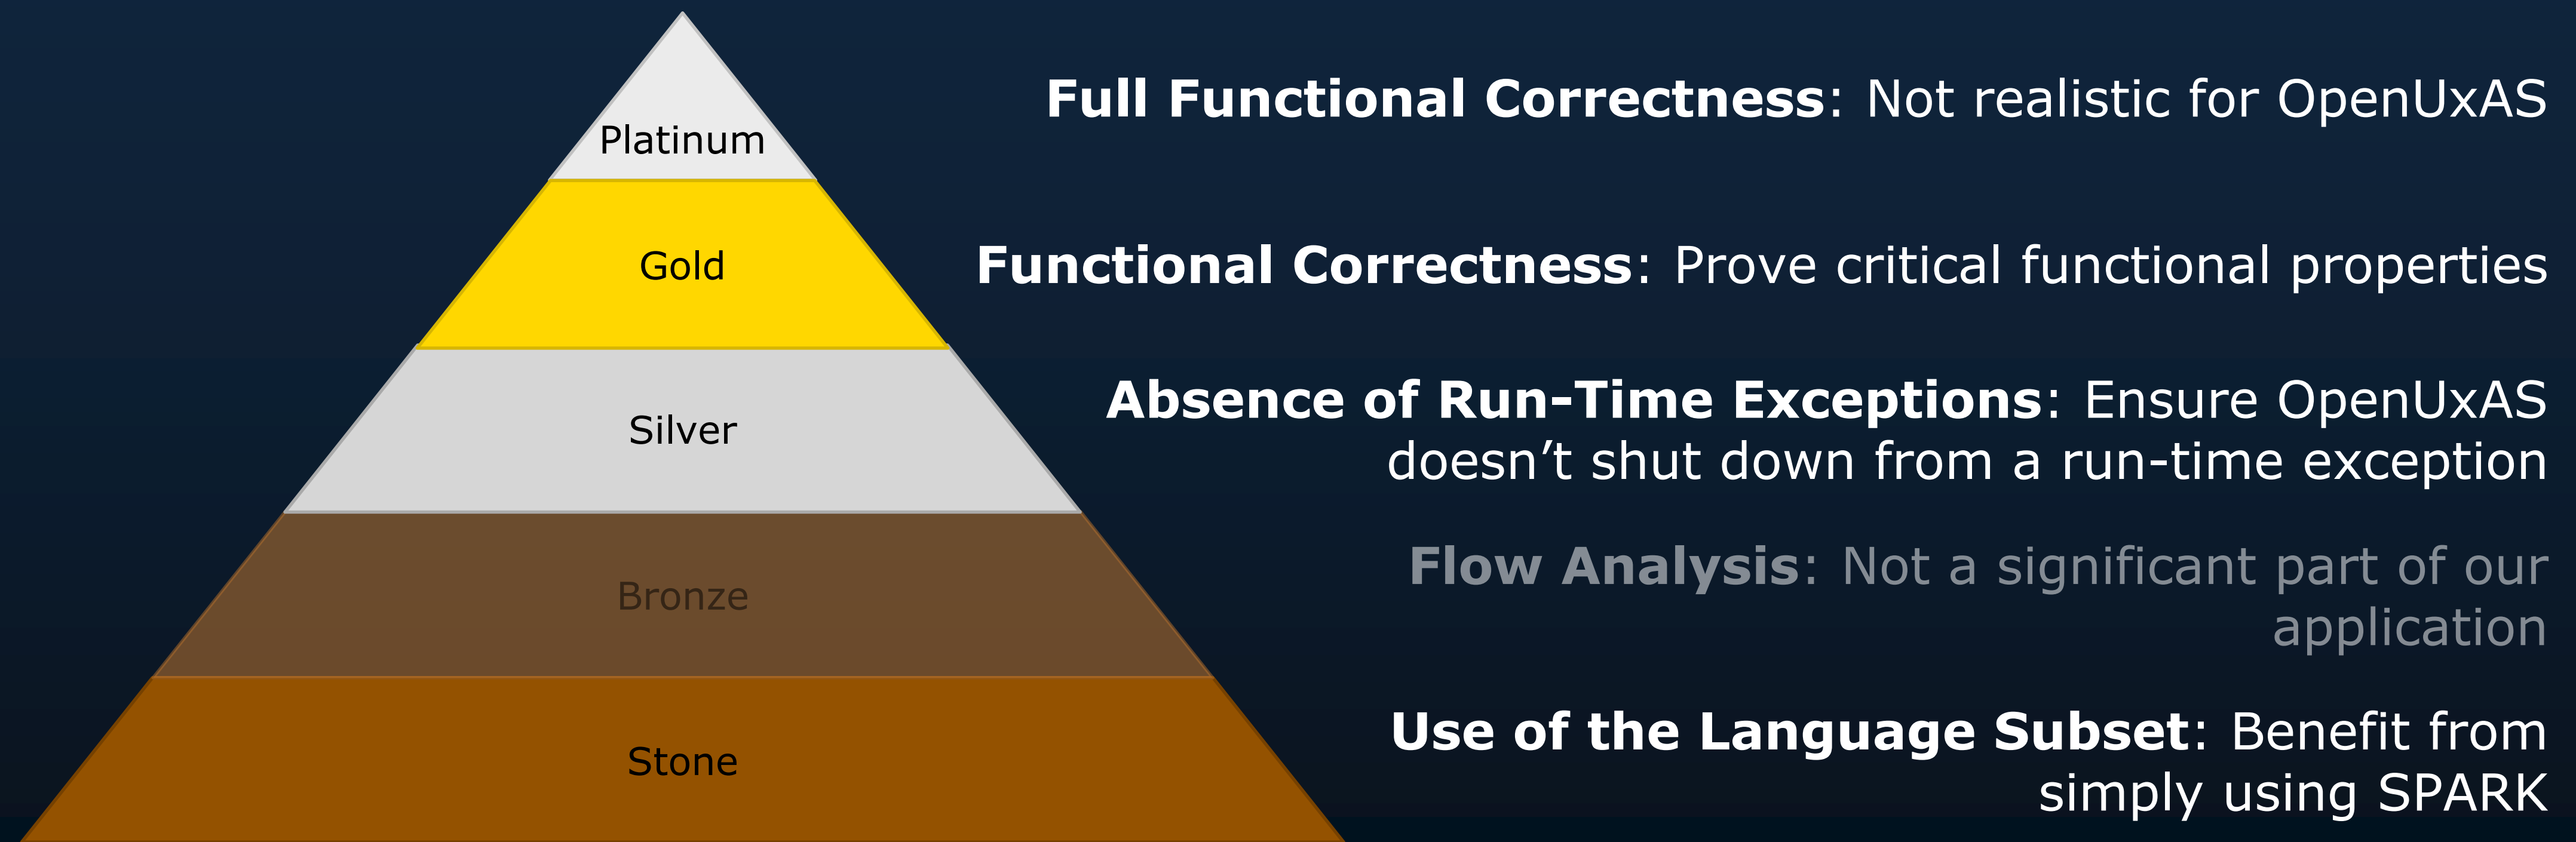 Platinum
Full Functional Correctness: Not realistic for OpenUxAS
Gold
Functional Correctness: Prove critical functional properties
Silver
Absence of Run-Time Exceptions: Ensure OpenUxAS
doesn’t shut down from a run-time exception
Bronze
Flow Analysis: Not a significant part of our
application
Stone
Use of the Language Subset: Benefit from
simply using SPARK